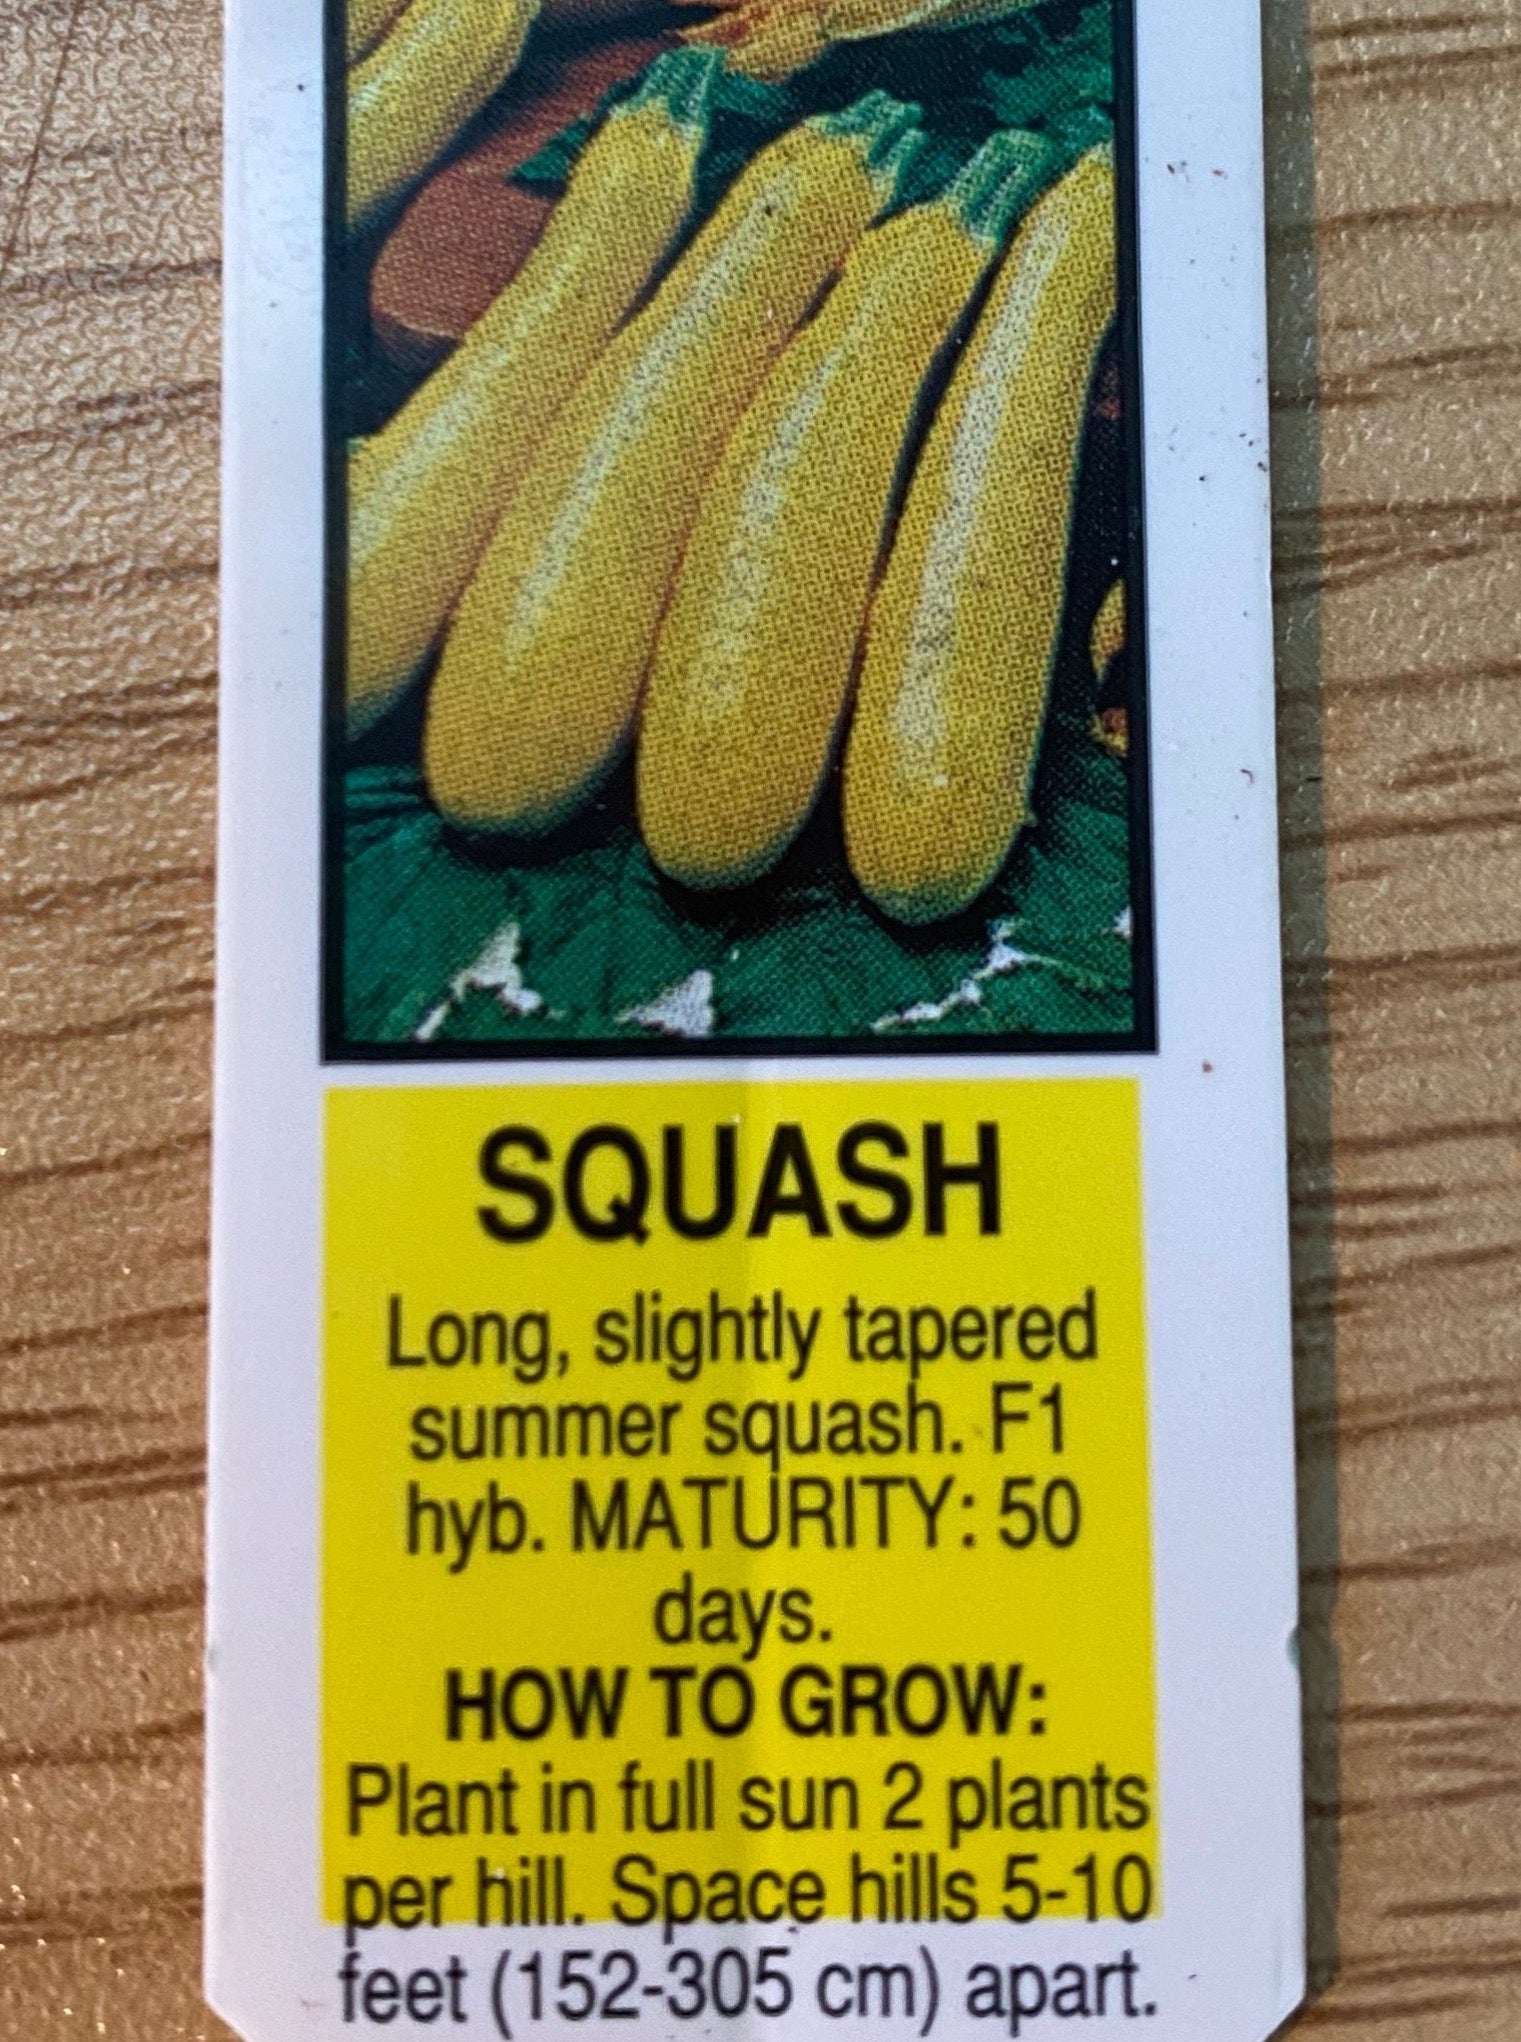 SQUASH
Long, slightly tapered
summer squash. F1
hyb. MATURITY: 50
days.
HOW TO GROW:
Plant in full sun 2 plants
per hill. Space hills 5-10
feet (152-305 cm) apart.